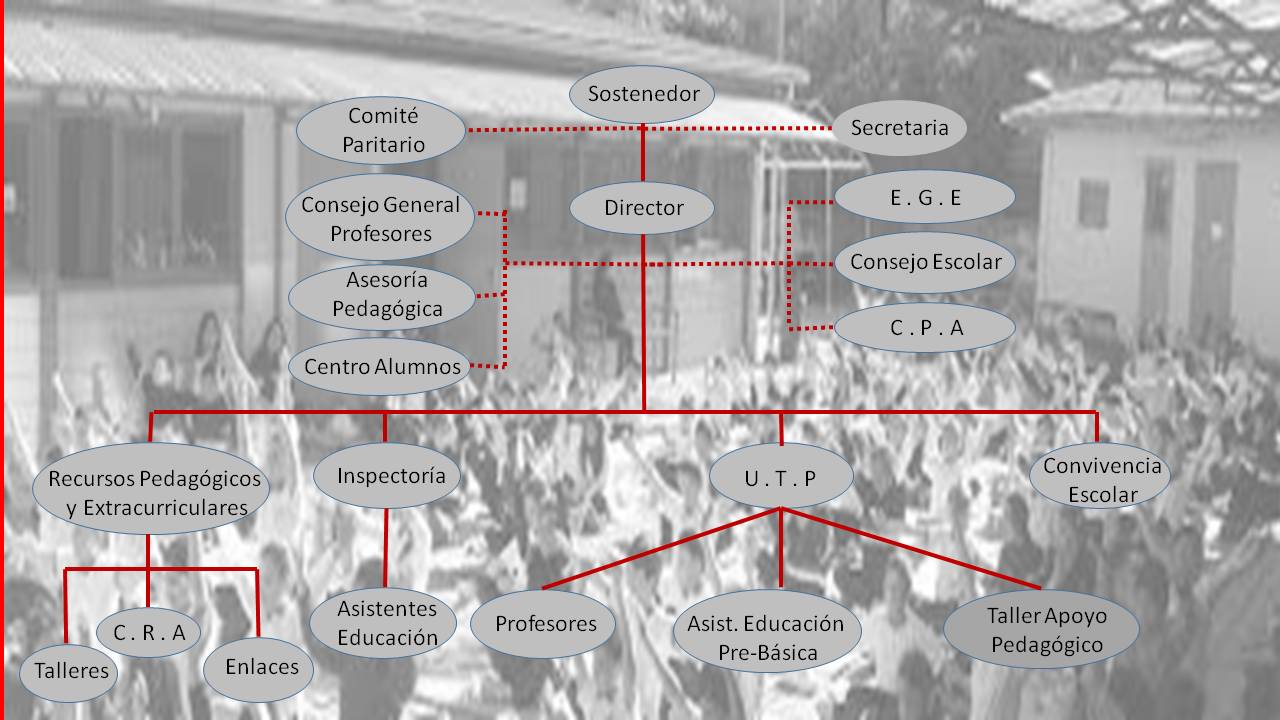 Sostenedor
Comité
Paritario
Secretaria
Consejo General
Profesores
Director
E . G . E
Asesoría
Pedagógica
Consejo Escolar
Centro Alumnos
C . P . A
Recursos Pedagógicos
y Extracurriculares
Inspectoría
U . T . P
Convivencia
Escolar
Talleres
C . R . A
Enlaces
Asistentes
Educación
Profesores
Asist. Educación
Pre-Básica
Taller Apoyo
Pedagógico